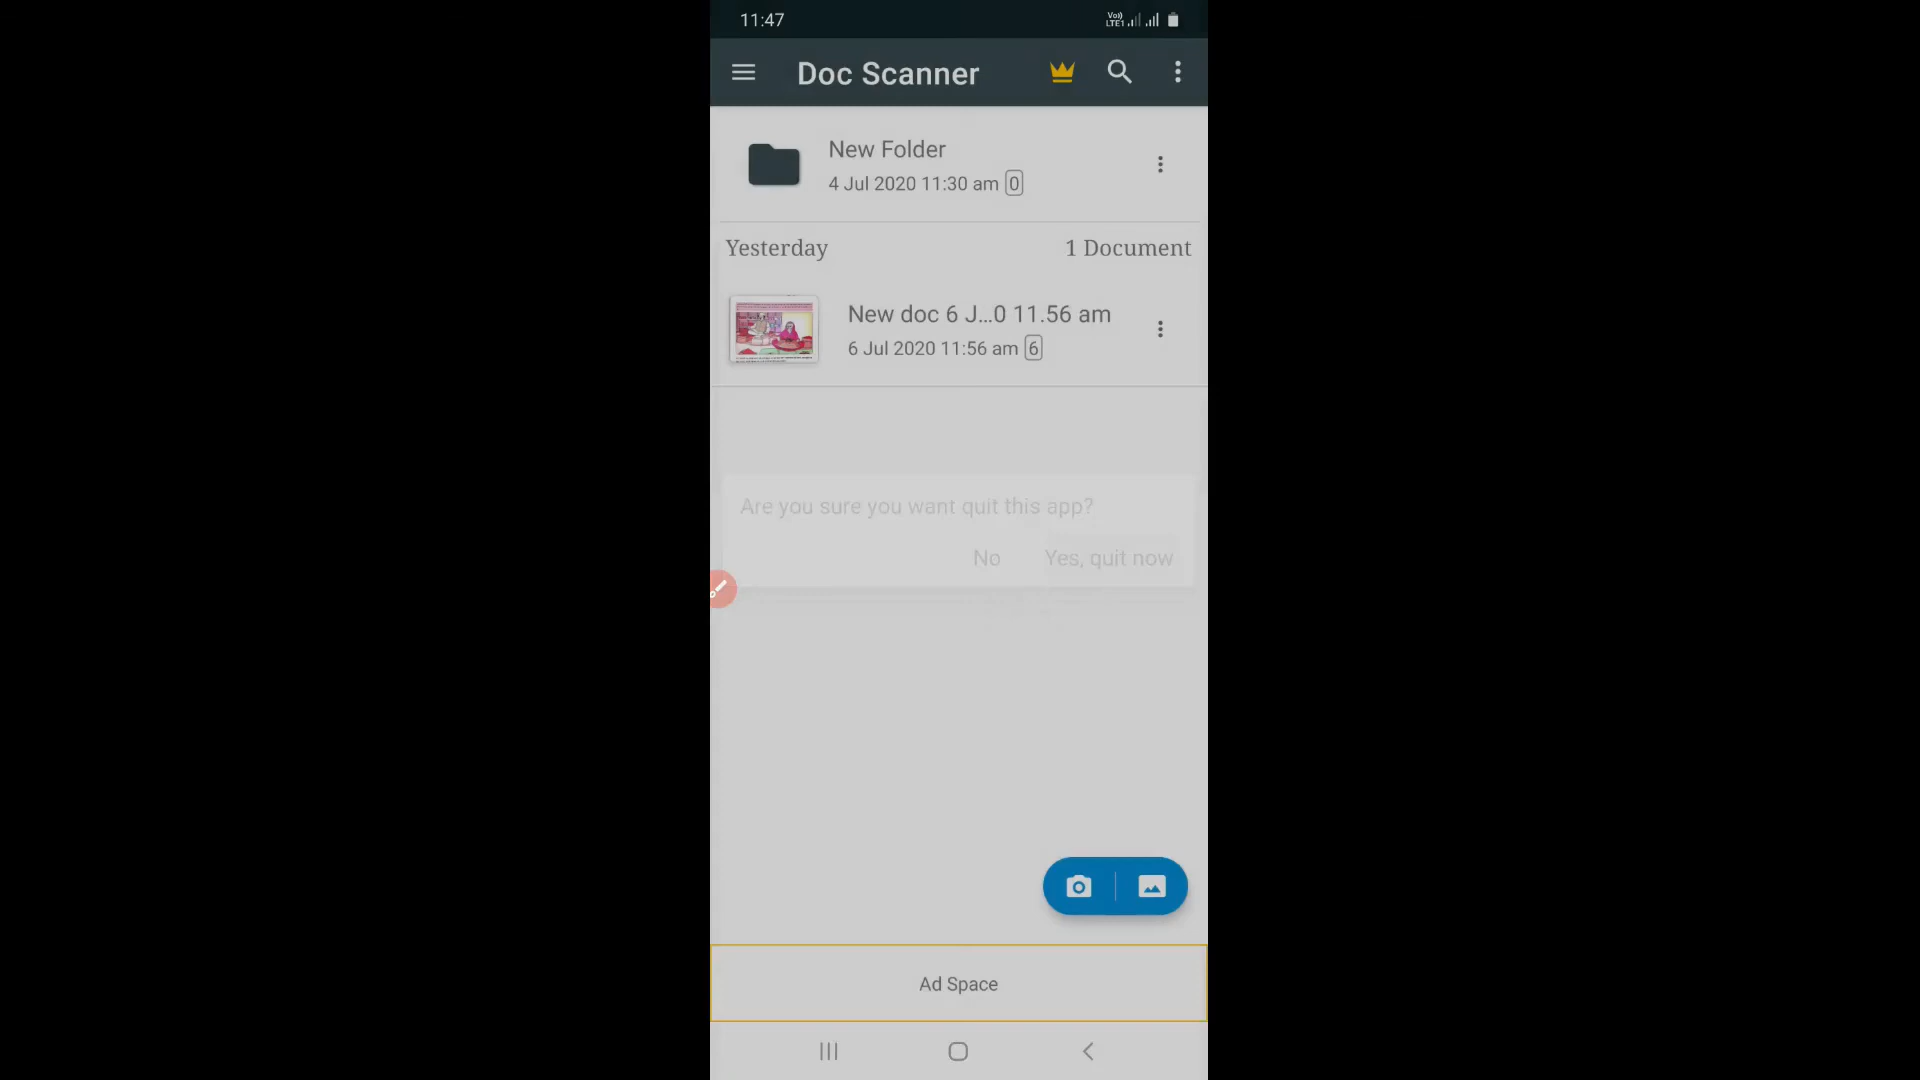 11:47
Vo)) LTE1
Doc Scanner
New Folder
4 Jul 2020 11:30 am 0
Yesterday 1 Document
New doc 6 J...0 11.56 am
6 Jul 2020 11:56 am 6
Are you sure you want quit this app?
No Yes, quit now
Ad Space